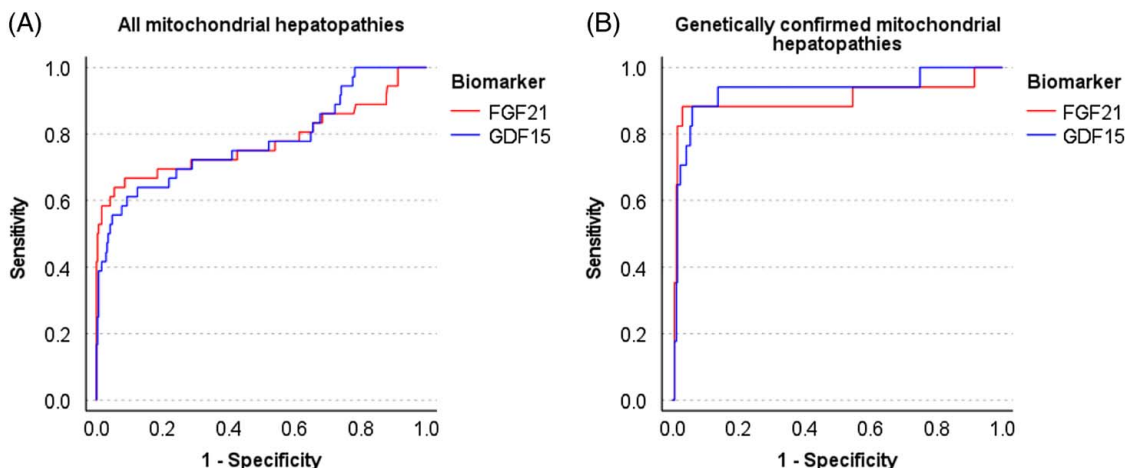 (A)
All mitochondrial hepatopathies
1.0
0.8
0.6
0.4
0.2
0.0
Sensitivity
0.0 0.2 0.4 0.6 0.8 1.0
1 - Specificity
Biomarker
FGF21
GDF15
(B)
Genetically confirmed mitochondrial
hepatopathies
1.0
0.8
0.6
0.4
0.2
0.0
Sensitivity
0.0 0.2 0.4 0.6 0.8 1.0
1 - Specificity
Biomarker
FGF21
GDF15